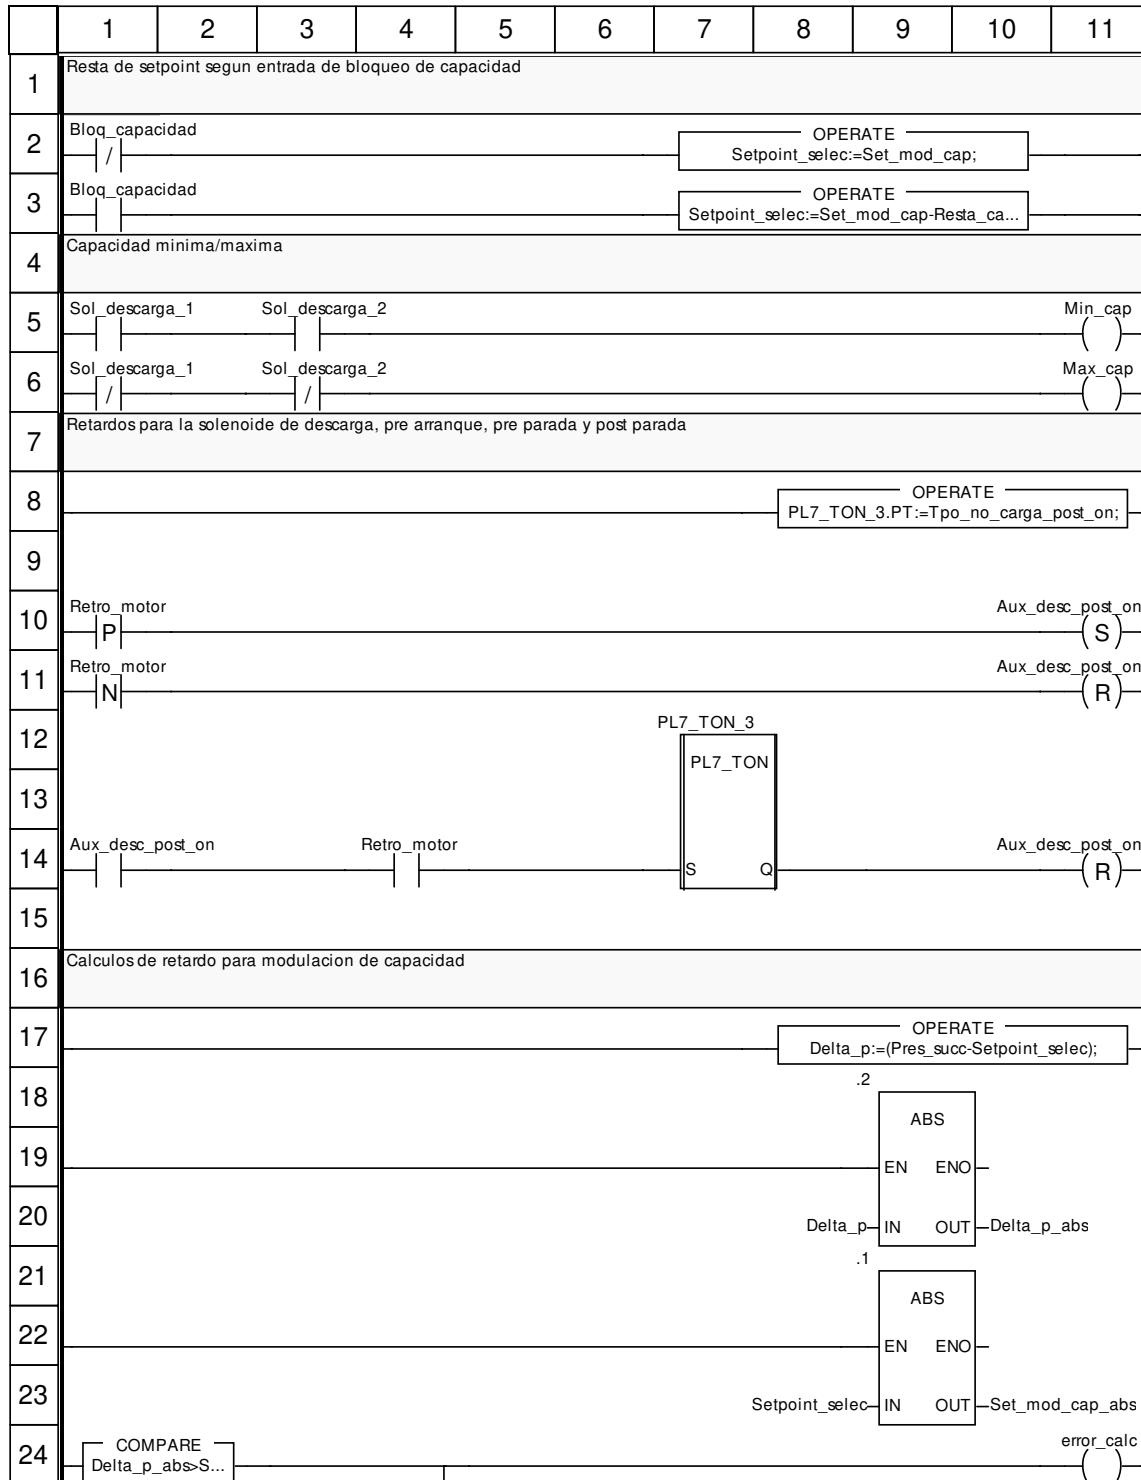 1 2 3 4 5 6 7 8 9 10 11
1 Resta de setpoint segun entrada de bloqueo de capacidad
Bloq_capacidad
2 / OPERATE
Setpoint_selec:=Set_mod_cap;
Bloq_capacidad
3 OPERATE
Setpoint_selec:=Set_mod_cap-Resta_ca...
4 Capacidad minima/maxima
Sol_descarga_1 Sol_descarga_2 Min_cap
5 ( )
Sol_descarga_1 Sol_descarga_2 Max_cap
6 / / ( )
7 Retardos para la solenoide de descarga, pre arranque, pre parada y post parada
8 OPERATE
PL7_TON_3.PT:=Tpo_no_carga_post_on;
9
Retro_motor Aux_desc_post_on
10 P (S)
Retro_motor Aux_desc_post_on
11 N (R)
12 PL7_TON_3
PL7_TON
13
Aux_desc_post_on Retro_motor Aux_desc_post_on
14 S Q (R)
15
16 Calculos de retardo para modulacion de capacidad
17 OPERATE
Delta_p:=(Pres_succ-Setpoint_selec);
18 .2
ABS
19 EN ENO
20 Delta_p IN OUT Delta_p_abs
21 .1
ABS
22 EN ENO
23 Setpoint_selec IN OUT Set_mod_cap_abs
24 COMPARE error_calc
Delta_p_abs>S... ( )